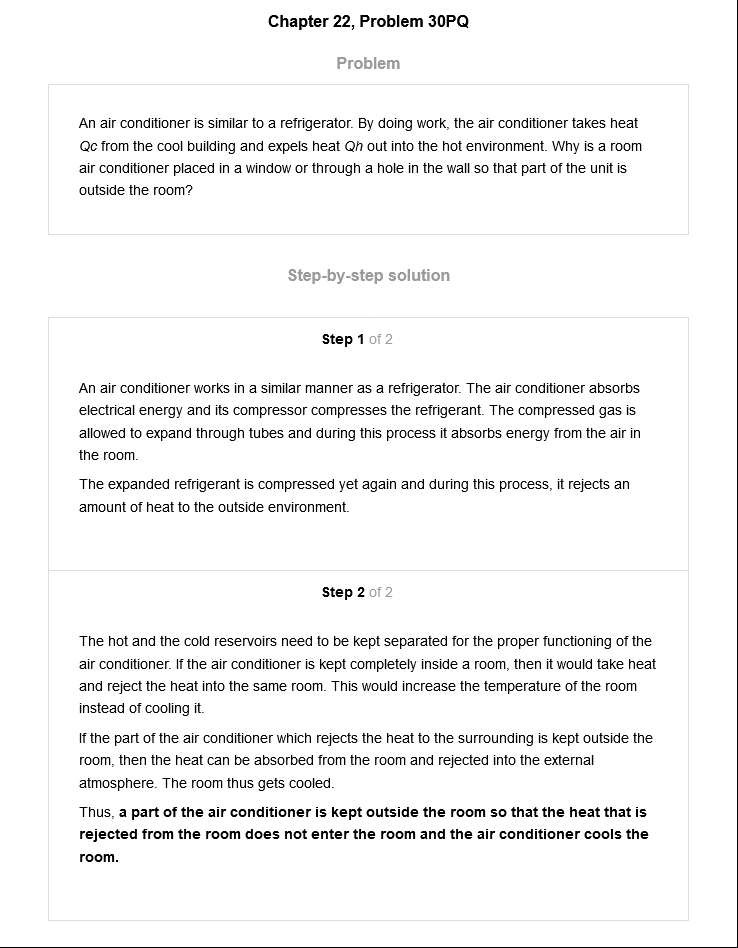 Chapter 22, Problem 30PQ
Problem
An air conditioner is similar to a refrigerator. By doing work, the air conditioner takes heat
Qc from the cool building and expels heat Qh out into the hot environment. Why is a room
air conditioner placed in a window or through a hole in the wall so that part of the unit is
outside the room?
Step-by-step solution
Step 1 of 2
An air conditioner works in a similar manner as a refrigerator. The air conditioner absorbs
electrical energy and its compressor compresses the refrigerant. The compressed gas is
allowed to expand through tubes and during this process it absorbs energy from the air in
the room.
The expanded refrigerant is compressed yet again and during this process, it rejects an
amount of heat to the outside environment.
Step 2 of 2
The hot and the cold reservoirs need to be kept separated for the proper functioning of the
air conditioner. If the air conditioner is kept completely inside a room, then it would take heat
and reject the heat into the same room. This would increase the temperature of the room
instead of cooling it.
If the part of the air conditioner which rejects the heat to the surrounding is kept outside the
room, then the heat can be absorbed from the room and rejected into the external
atmosphere. The room thus gets cooled.
Thus, a part of the air conditioner is kept outside the room so that the heat that is
rejected from the room does not enter the room and the air conditioner cools the
room.